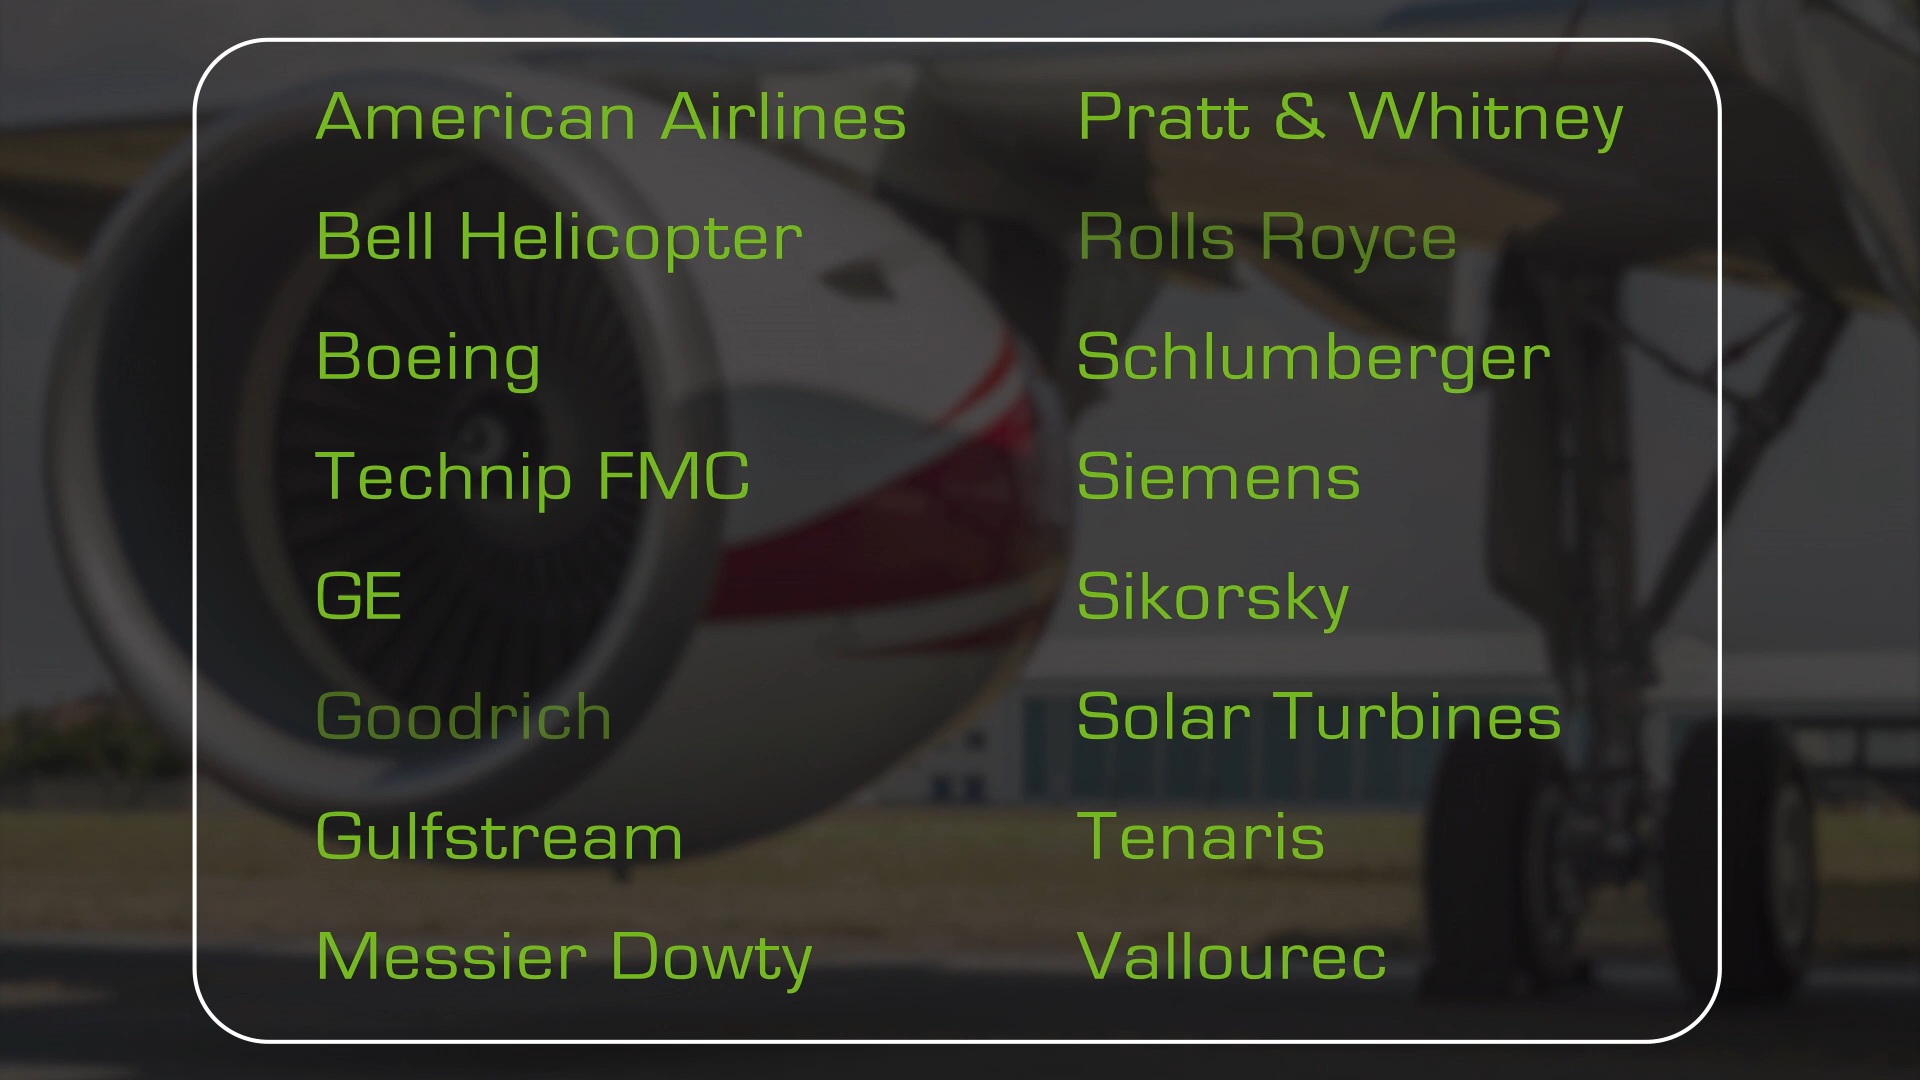 American Airlines
Bell Helicopter
Boeing
Technip FMC
GE
Goodrich
Gulfstream
Messier Dowty
Pratt & Whitney
Rolls Royce
Schlumberger
Siemens
Sikorsky
Solar Turbines
Tenaris
Vallourec